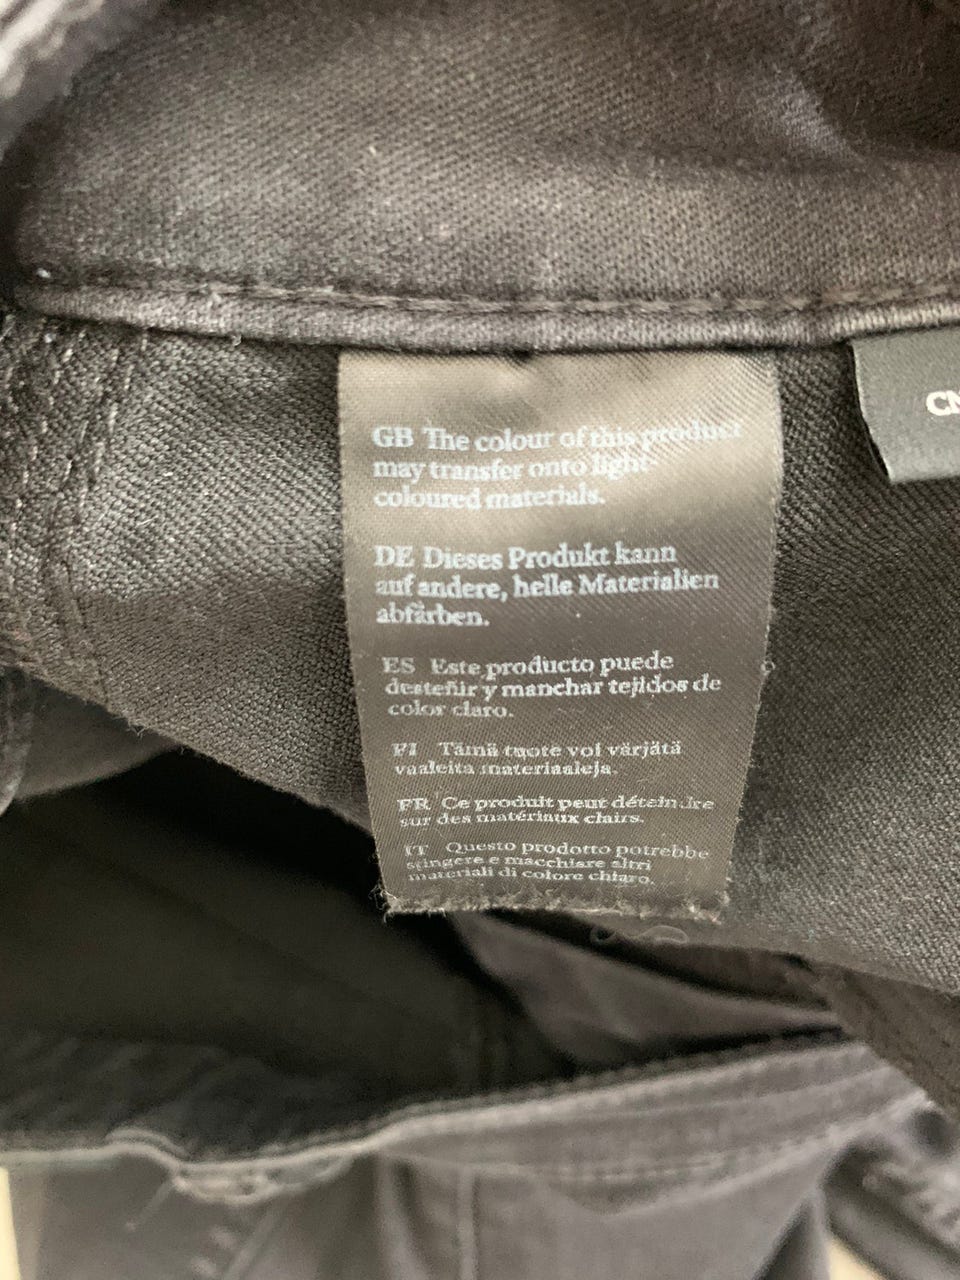 GB The colour of this product
may transfer onto light-
coloured materials.
DE Dieses Produkt kann
auf andere, helle Materialien
abfärben.
ES Este producto puede
desteñir y manchar tejidos de
color claro.
FI Tämä tuote voi värjätä
vaaleita materiaaleja.
FR Ce produit peut déteindre
sur des matériaux clairs.
IT Questo prodotto potrebbe
stingere e macchiare altri
materiali di colore chiaro.
CN